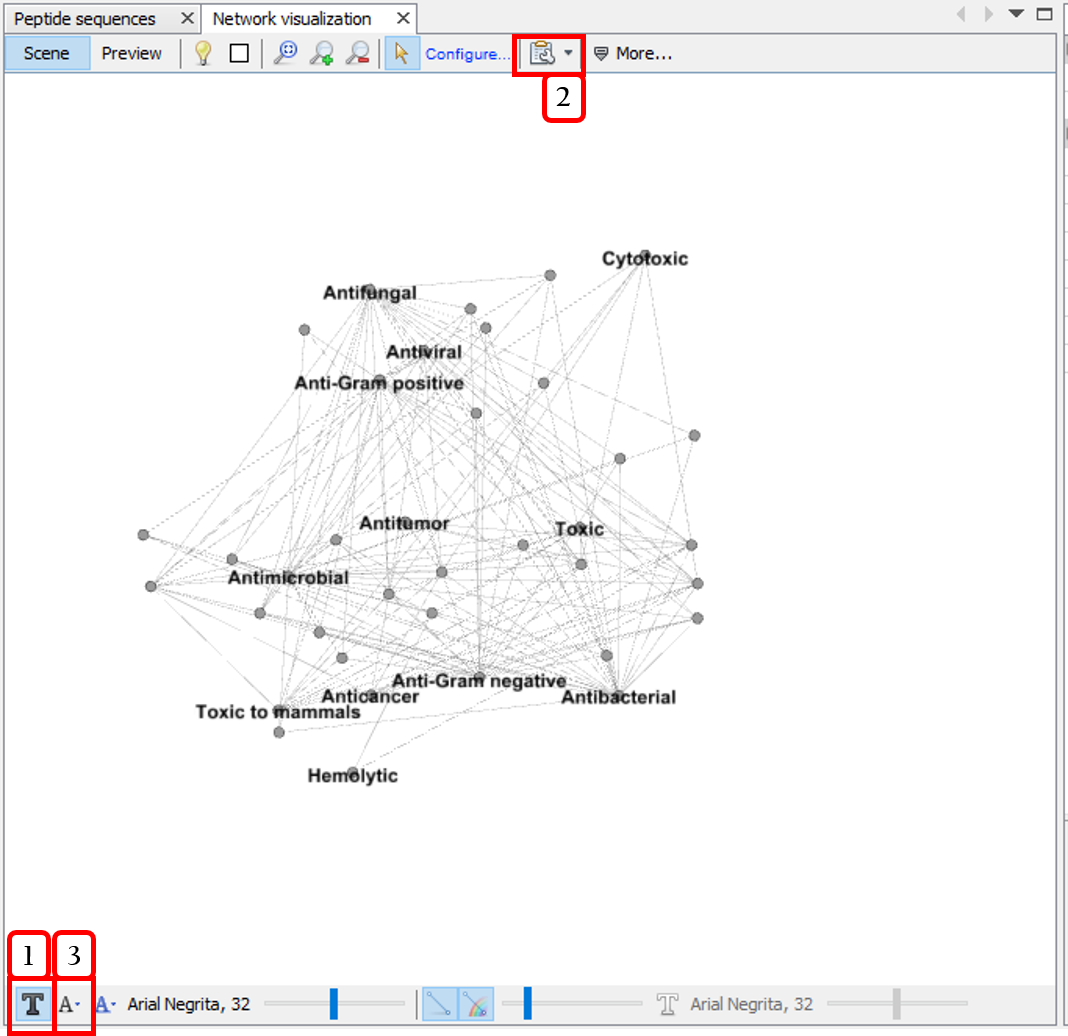 Peptide sequences
Network visualization
Scene
Preview
Configure...
More...
2
Cytotoxic
Antifungal
Antiviral
Anti-Gram positive
Antitumor
Toxic
Antimicrobial
Anti-Gram negative
Anticancer
Antibacterial
Toxic to mammals
Hemolytic
1
3
T A A Arial Negrita, 32 T Arial Negrita, 32